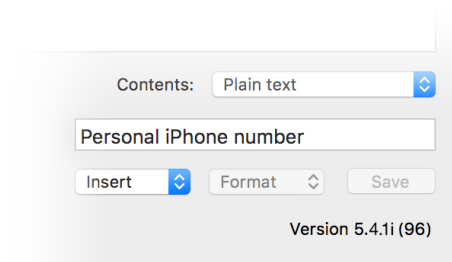 Contents: Plain text
Personal iPhone number
Insert Format Save
Version 5.4.1i (96)